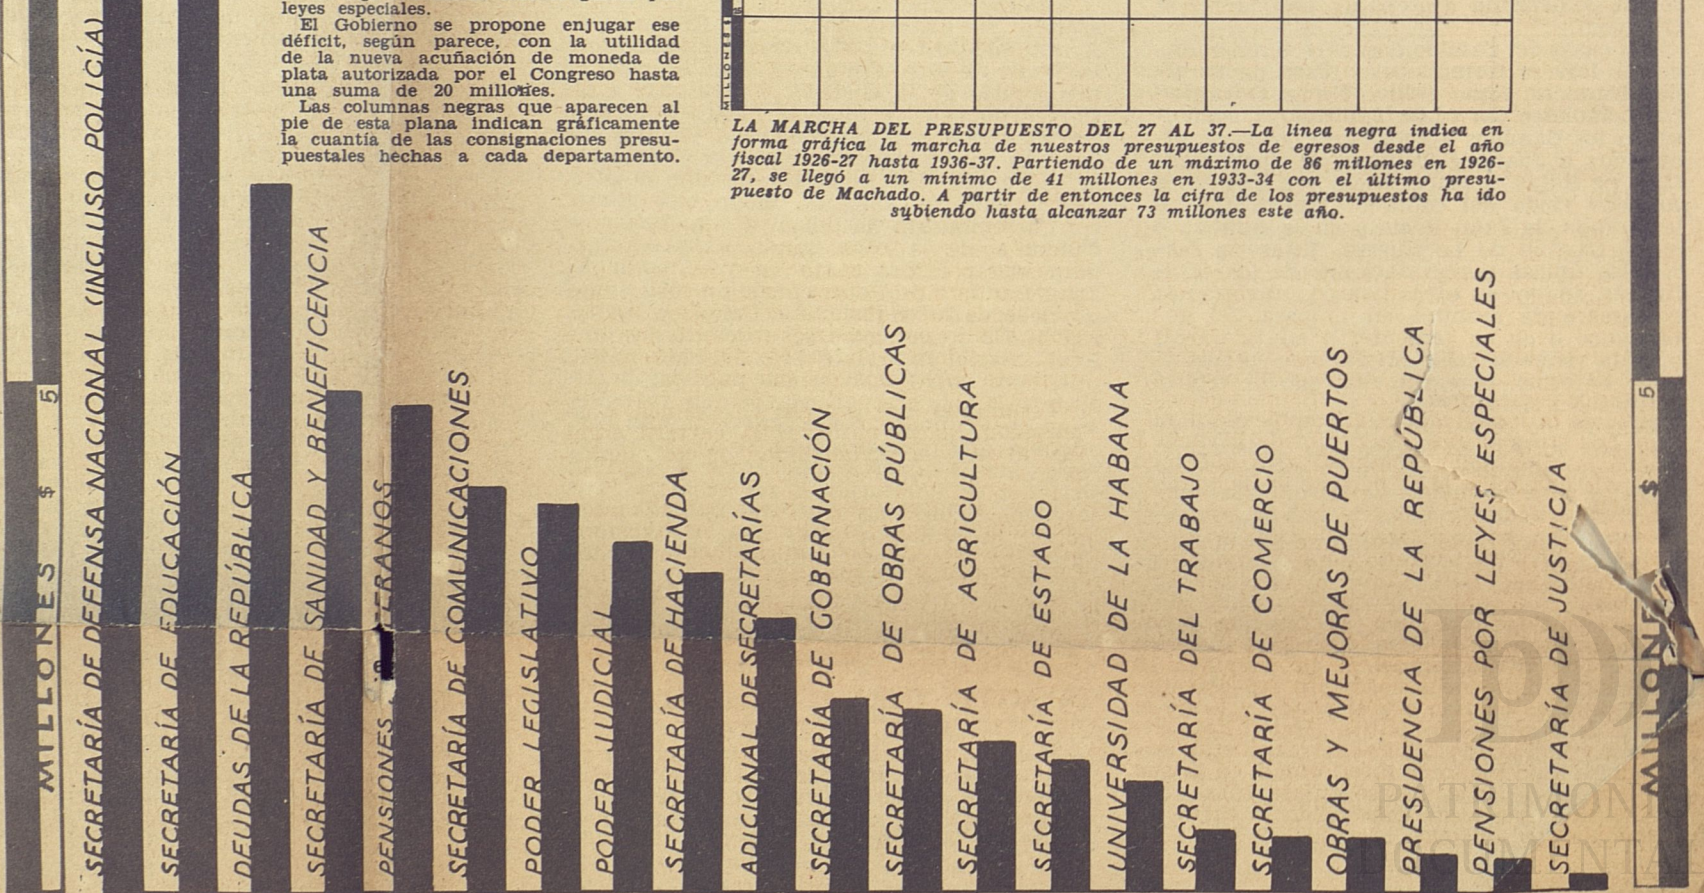 leyes especiales.
El Gobierno se propone enjugar ese
déficit, según parece, con la utilidad
de la nueva acuñación de moneda de
plata autorizada por el Congreso hasta
una suma de 20 millones.
Las columnas negras que aparecen al
pie de esta plana indican gráficamente
la cuantía de las consignaciones presu-
puestales hechas a cada departamento.
MILLONES $
LA MARCHA DEL PRESUPUESTO DEL 27 AL 37.—La línea negra indica en
forma gráfica la marcha de nuestros presupuestos de egresos desde el año
fiscal 1926-27 hasta 1936-37. Partiendo de un máximo de 86 millones en 1926-
27, se llegó a un mínimo de 41 millones en 1933-34 con el último presu-
puesto de Machado. A partir de entonces la cifra de los presupuestos ha ido
subiendo hasta alcanzar 73 millones este año.
MILLONES $ 5
SECRETARÍA DE DEFENSA NACIONAL (INCLUSO POLICÍA)
SECRETARÍA DE EDUCACIÓN
DEUDAS DE LA REPÚBLICA
SECRETARÍA DE SANIDAD Y BENEFICENCIA
PENSIONES
SECRETARÍA DE COMUNICACIONES
PODER LEGISLATIVO
PODER JUDICIAL
SECRETARÍA DE HACIENDA
ADICIONAL DE SECRETARÍAS
SECRETARÍA DE GOBERNACIÓN
SECRETARÍA DE OBRAS PÚBLICAS
SECRETARÍA DE AGRICULTURA
SECRETARÍA DE ESTADO
UNIVERSIDAD DE LA HABANA
SECRETARÍA DEL TRABAJO
SECRETARÍA DE COMERCIO
OBRAS Y MEJORAS DE PUERTOS
PRESIDENCIA DE LA REPÚBLICA
PENSIONES POR LEYES ESPECIALES
SECRETARÍA DE JUSTICIA
MILLONE $ 5
PATRIMONIO
DOCUMENTAL